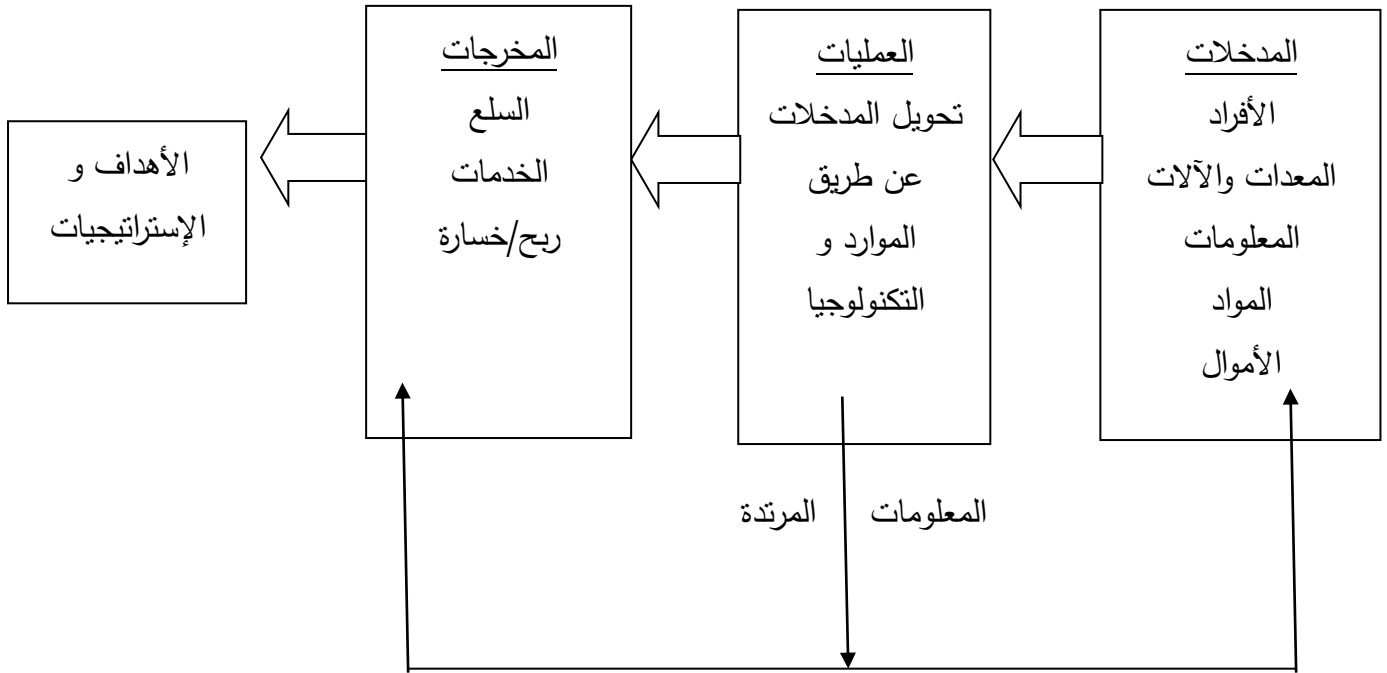 المدخلات
الأفراد
المعدات والآلات
المعلومات
المواد
الأموال
العمليات
تحويل المدخلات
عن طريق
الموارد و
التكنولوجيا
المخرجات
السلع
الخدمات
ربح/خسارة
الأهداف و
الإستراتيجيات
المعلومات المرتدة